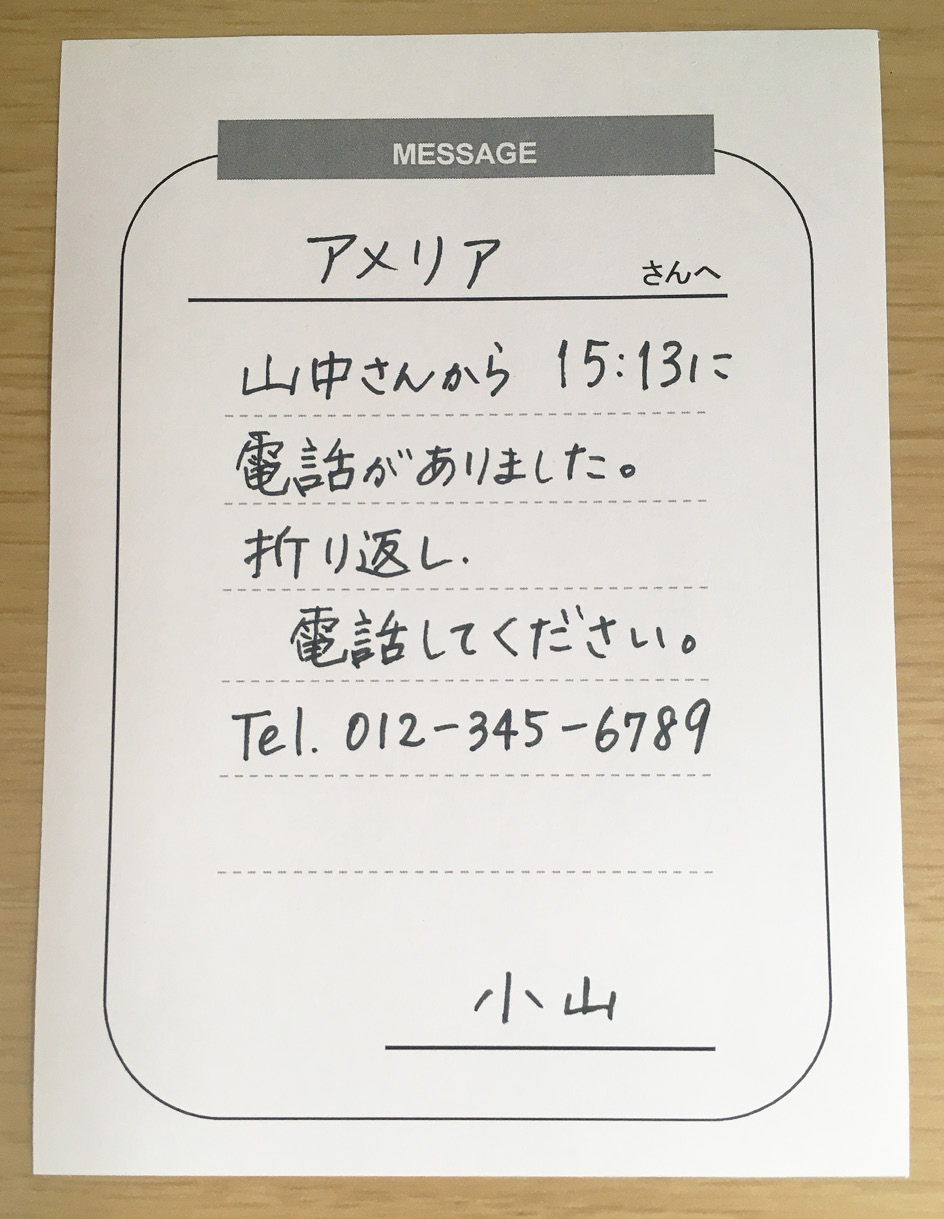 MESSAGE
アメリア さんへ
山中さんから 15:13に
電話がありました。
折り返し.
電話してください。
Tel. 012-345-6789
小山